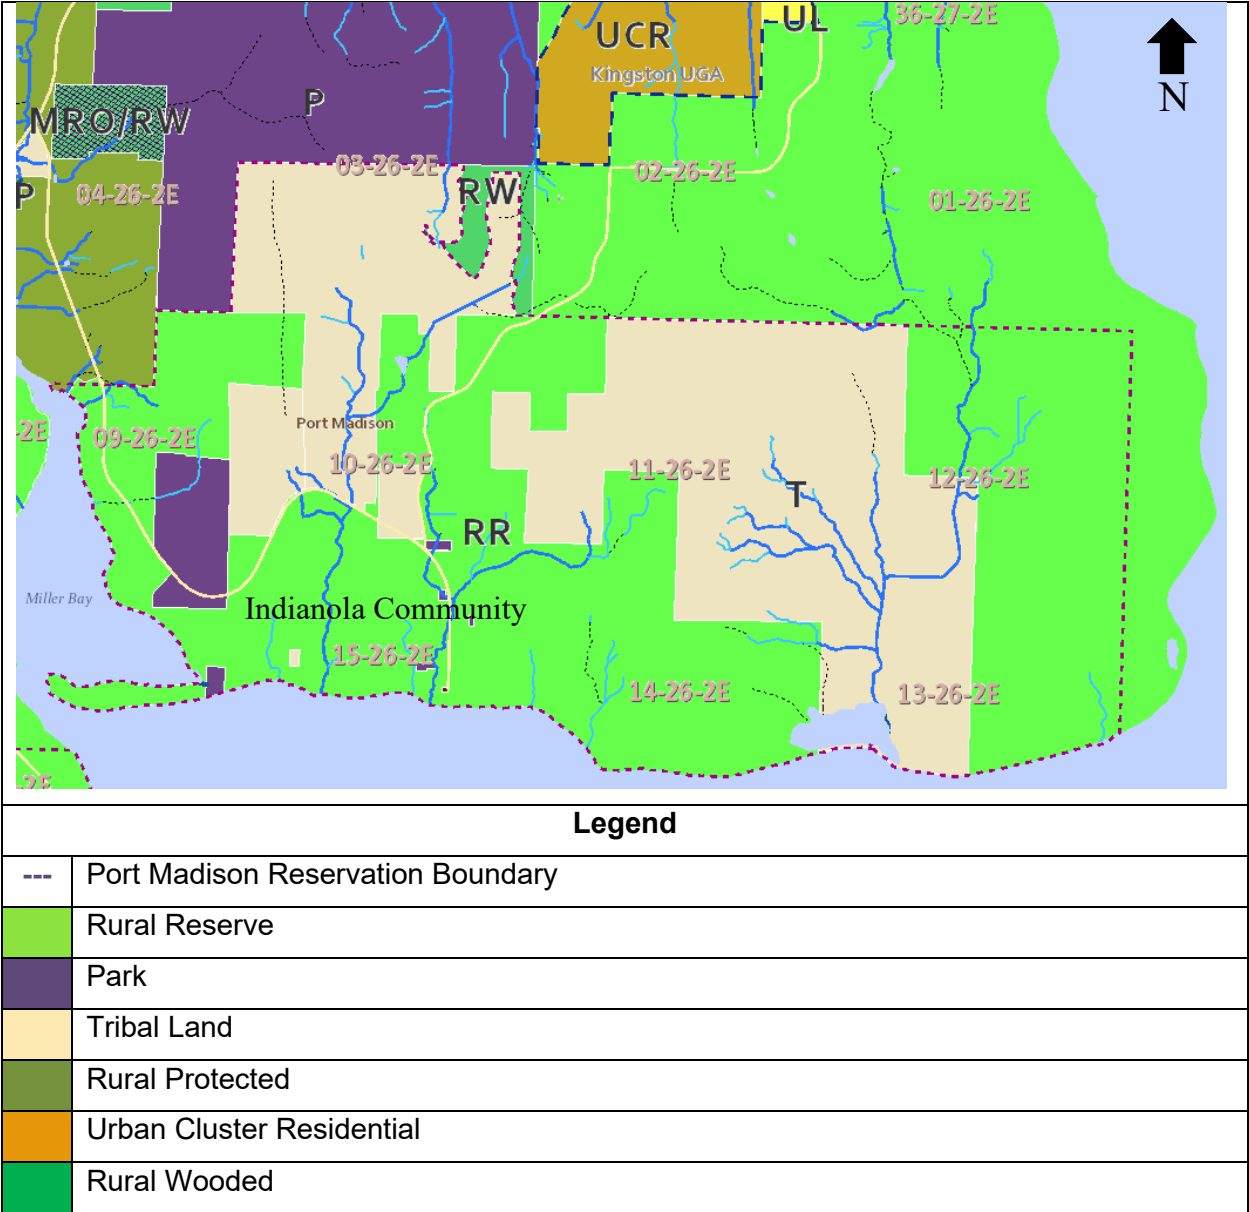 36-27-2E
UL
UCR
Kingston UGA
N
P
MRO/RW
03-26-2E
02-26-2E
RW
P
04-26-2E
01-26-2E
Port Madison
-2E
09-26-2E
10-26-2E
11-26-2E
12-26-2E
T
RR
Miller Bay
Indianola Community
15-26-2E
14-26-2E
13-26-2E
-2E
Legend
--- Port Madison Reservation Boundary
Rural Reserve
Park
Tribal Land
Rural Protected
Urban Cluster Residential
Rural Wooded